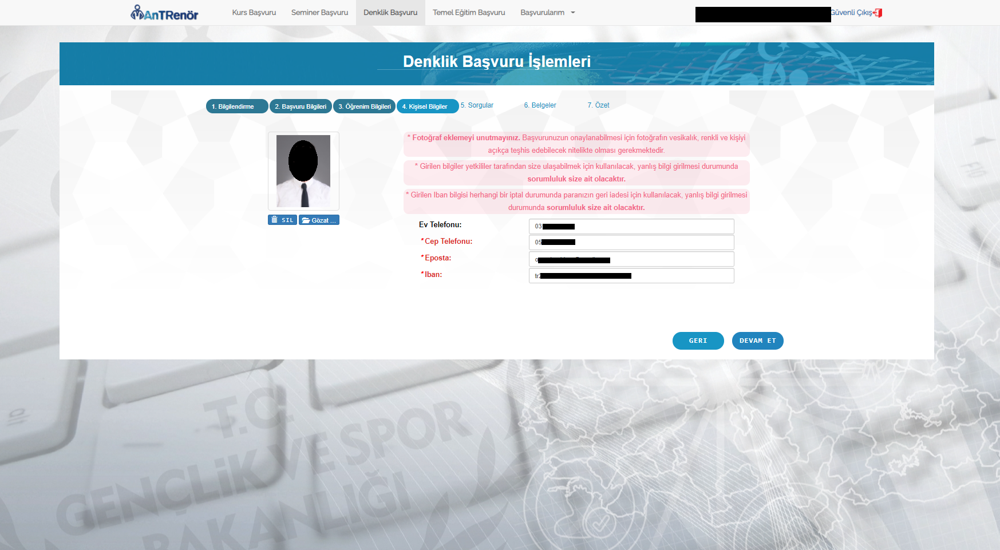 AnTRenör
Kurs Başvuru
Seminer Başvuru
Denklik Başvuru
Temel Eğitim Başvuru
Başvurularım
Güvenli Çıkış
Denklik Başvuru İşlemleri
1. Bilgilendirme
2. Başvuru Bilgileri
3. Öğrenim Bilgileri
4. Kişisel Bilgiler
5. Sorgular
6. Belgeler
7. Özet
* Fotoğraf eklemeyi unutmayınız. Başvurunuzun onaylanabilmesi için fotoğrafın vesikalık, renkli ve kişiyi
açıkça teşhis edebilecek nitelikte olması gerekmektedir.
* Girilen bilgiler yetkililer tarafından size ulaşabilmek için kullanılacak, yanlış bilgi girilmesi durumunda
sorumluluk size ait olacaktır.
* Girilen Iban bilgisi herhangi bir iptal durumunda paranızın geri iadesi için kullanılacak, yanlış bilgi girilmesi
durumunda sorumluluk size ait olacaktır.
SIL
Gözat ...
Ev Telefonu:
03
*Cep Telefonu:
05
*Eposta:
*Iban:
tr2
GERI
DEVAM ET
T.C.
GENÇLİK VE SPOR
BAKANLIĞI